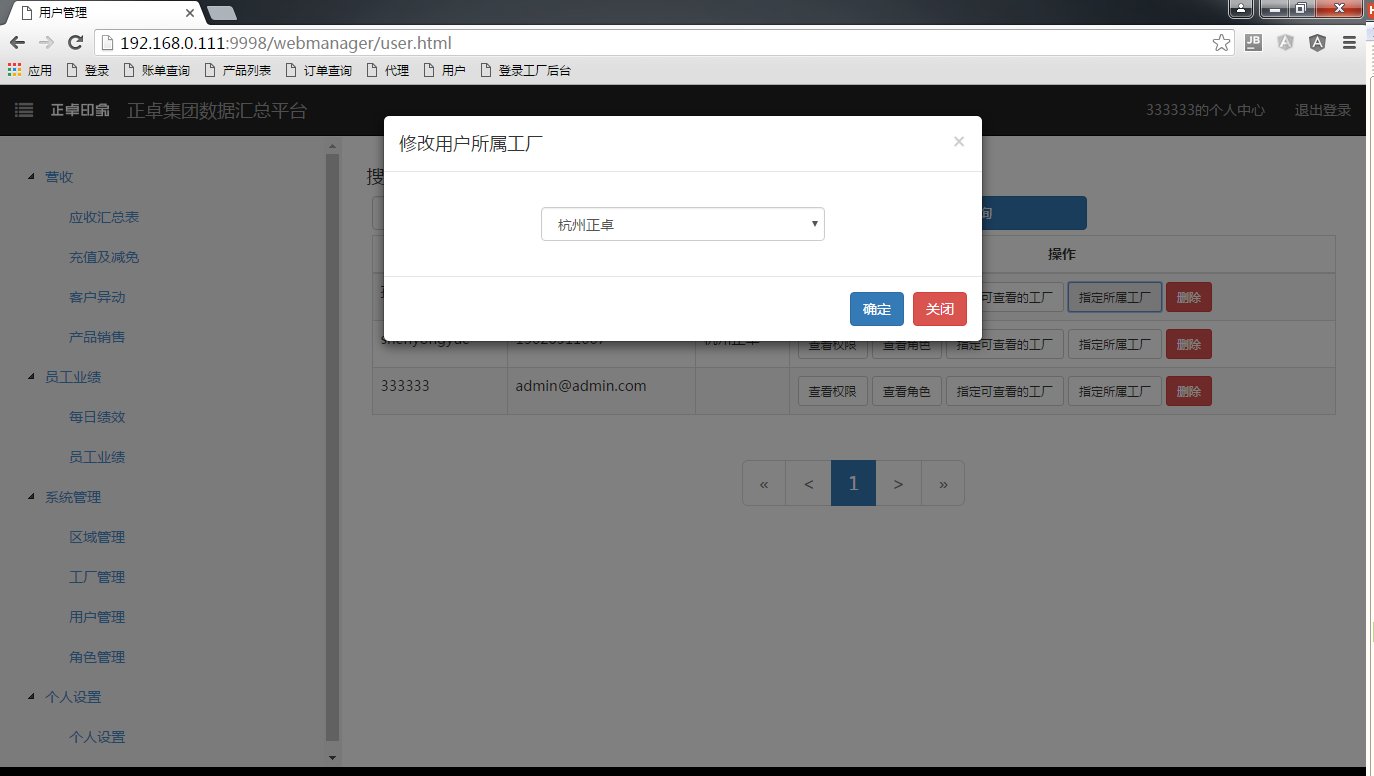 用户管理
192.168.0.111:9998/webmanager/user.html
应用 登录 账单查询 产品列表 订单查询 代理 用户 登录工厂后台
正卓印象 正卓集团数据汇总平台 333333的个人中心 退出登录
修改用户所属工厂 ×
杭州正卓
确定 关闭
营收
应收汇总表
充值及减免
客户异动
产品销售
员工业绩
每日绩效
员工业绩
系统管理
区域管理
工厂管理
用户管理
角色管理
个人设置
个人设置
搜
询
操作
可查看的工厂 指定所属工厂 删除
查看权限 查看角色 指定可查看的工厂 指定所属工厂 删除
333333 admin@admin.com 查看权限 查看角色 指定可查看的工厂 指定所属工厂 删除
« < 1 > »